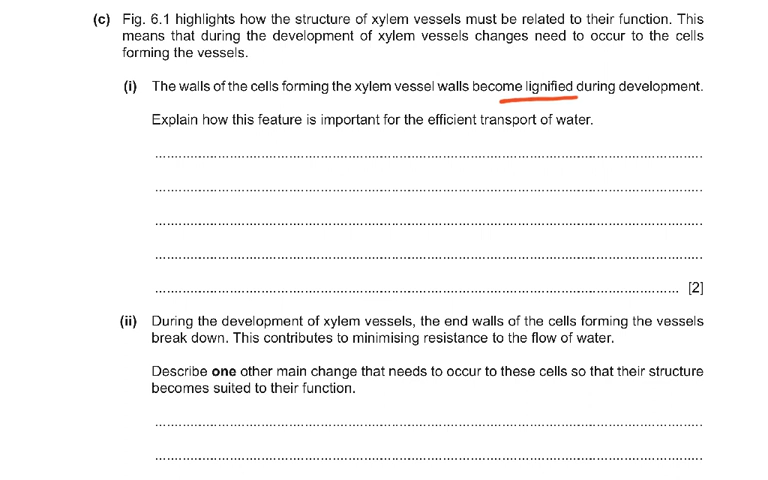 (c) Fig. 6.1 highlights how the structure of xylem vessels must be related to their function. This
means that during the development of xylem vessels changes need to occur to the cells
forming the vessels.
(i) The walls of the cells forming the xylem vessel walls become lignified during development.
Explain how this feature is important for the efficient transport of water.
...................................................................................................................................
...................................................................................................................................
...................................................................................................................................
...................................................................................................................................
............................................................................................................................. [2]
(ii) During the development of xylem vessels, the end walls of the cells forming the vessels
break down. This contributes to minimising resistance to the flow of water.
Describe one other main change that needs to occur to these cells so that their structure
becomes suited to their function.
...................................................................................................................................
...................................................................................................................................